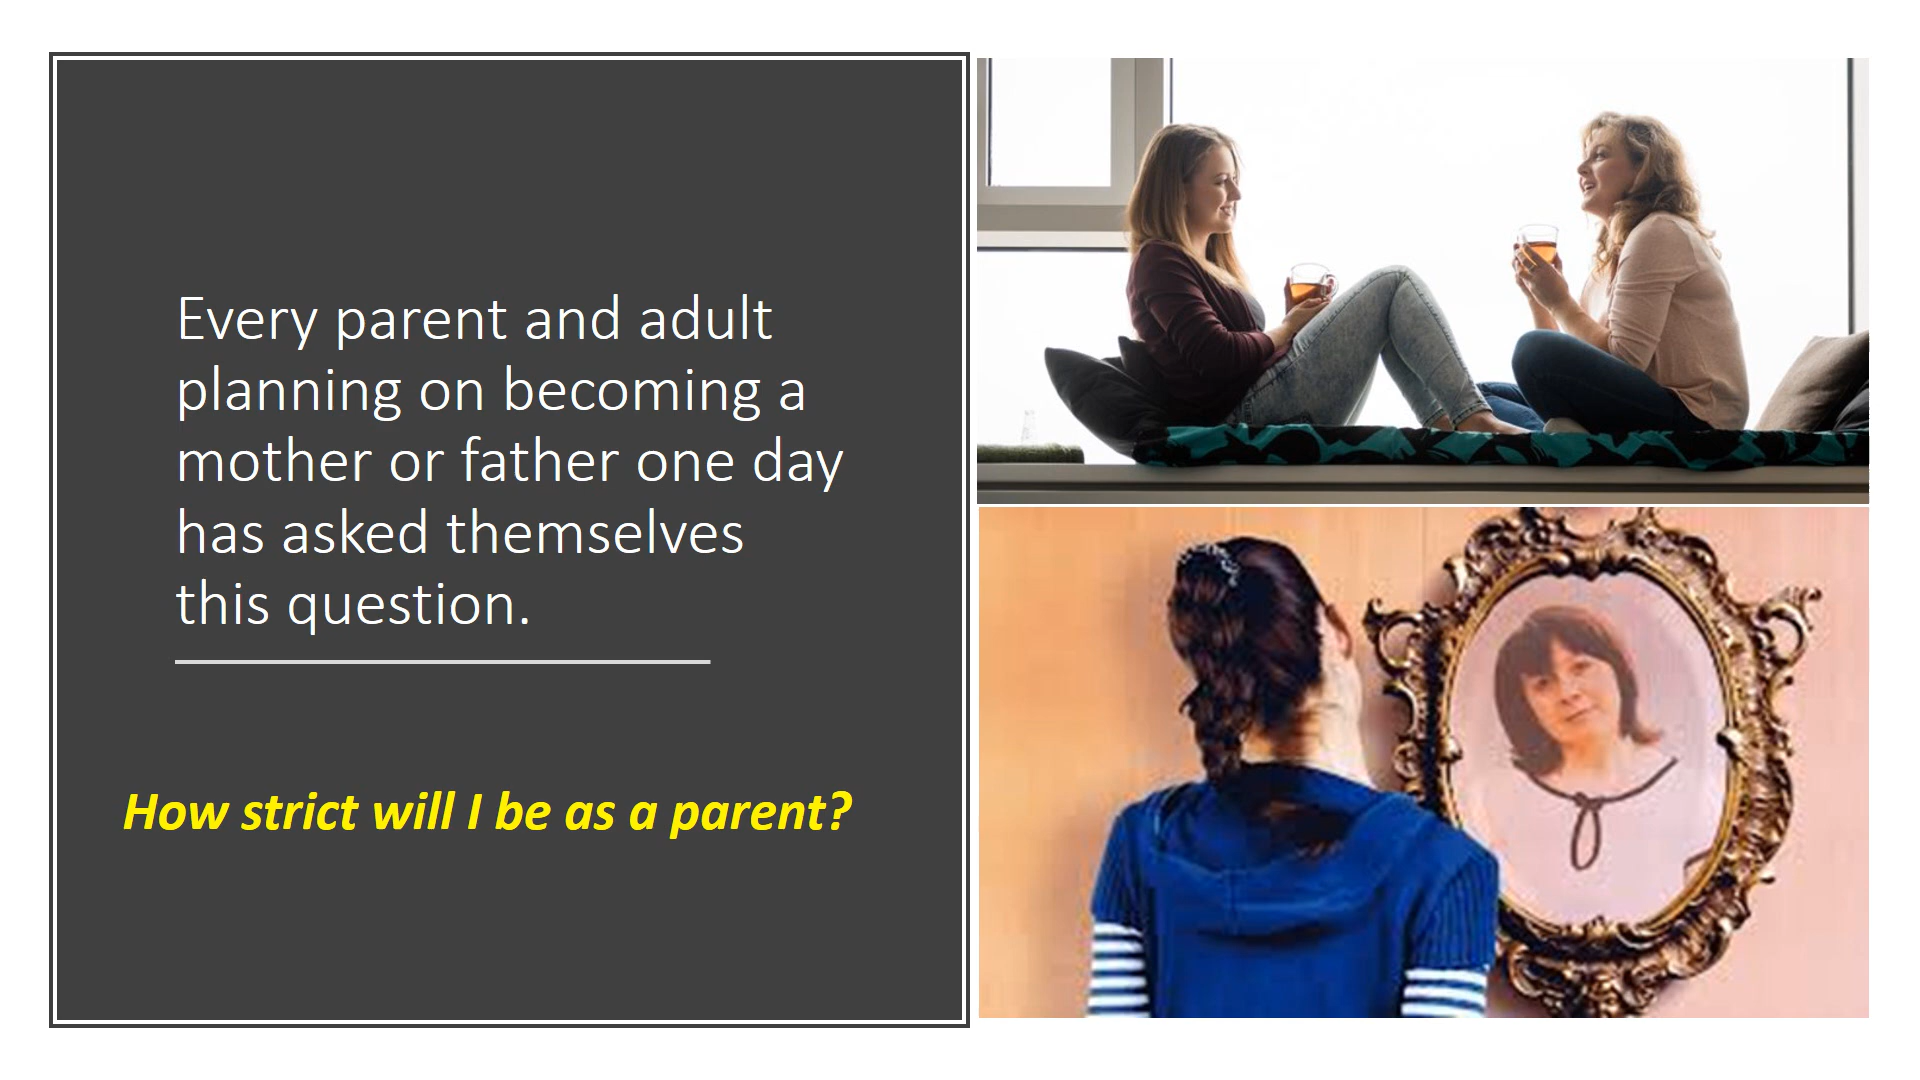 Every parent and adult
planning on becoming a
mother or father one day
has asked themselves
this question.
How strict will I be as a parent?